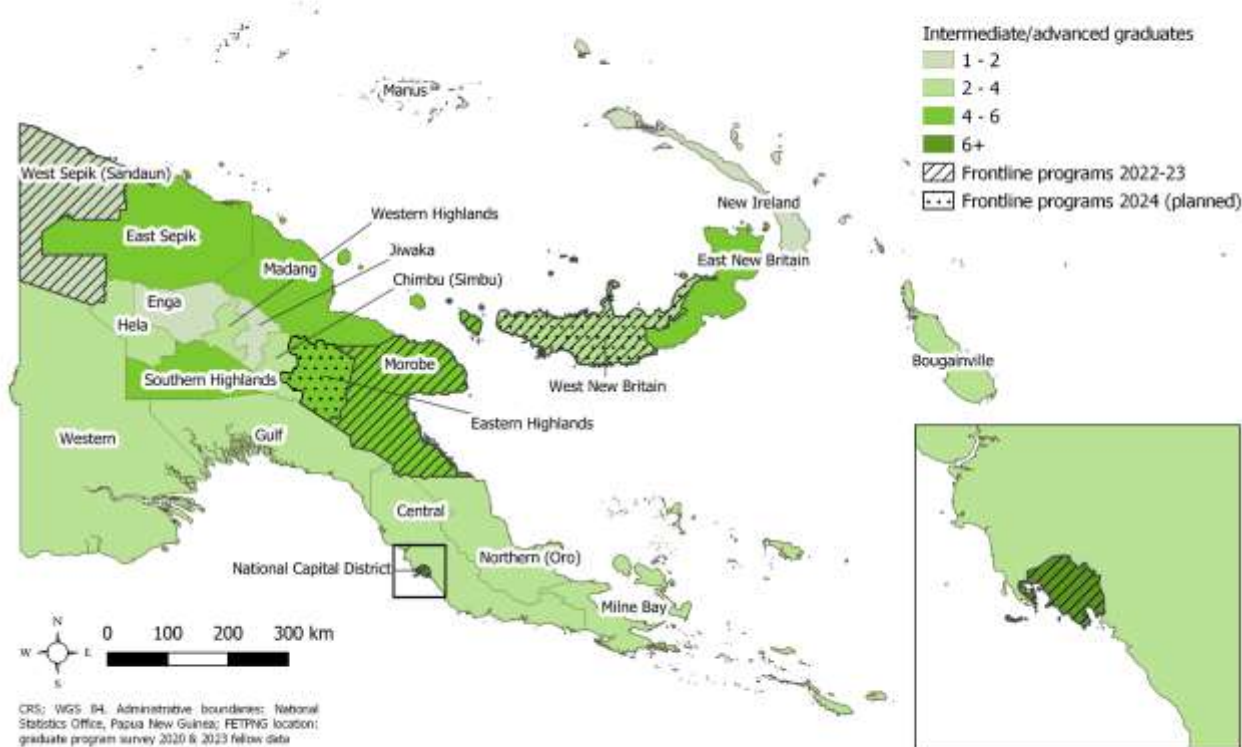 Intermediate/advanced graduates
1 - 2
2 - 4
4 - 6
6+
Frontline programs 2022-23
Frontline programs 2024 (planned)
Manus
West Sepik (Sandaun)
Western Highlands
New Ireland
East Sepik
Jiwaka
Madang
East New Britain
Chimbu (Simbu)
Enga
Hela
Morobe
Bougainville
Southern Highlands
West New Britain
Eastern Highlands
Western
Gulf
Central
Northern (Oro)
National Capital District
Milne Bay
N
W E
S
0 100 200 300 km
CRS; WGS 84. Administrative boundaries: National
Statistics Office, Papua New Guinea; FETPNG location:
graduate program survey 2020 & 2023 fellow data